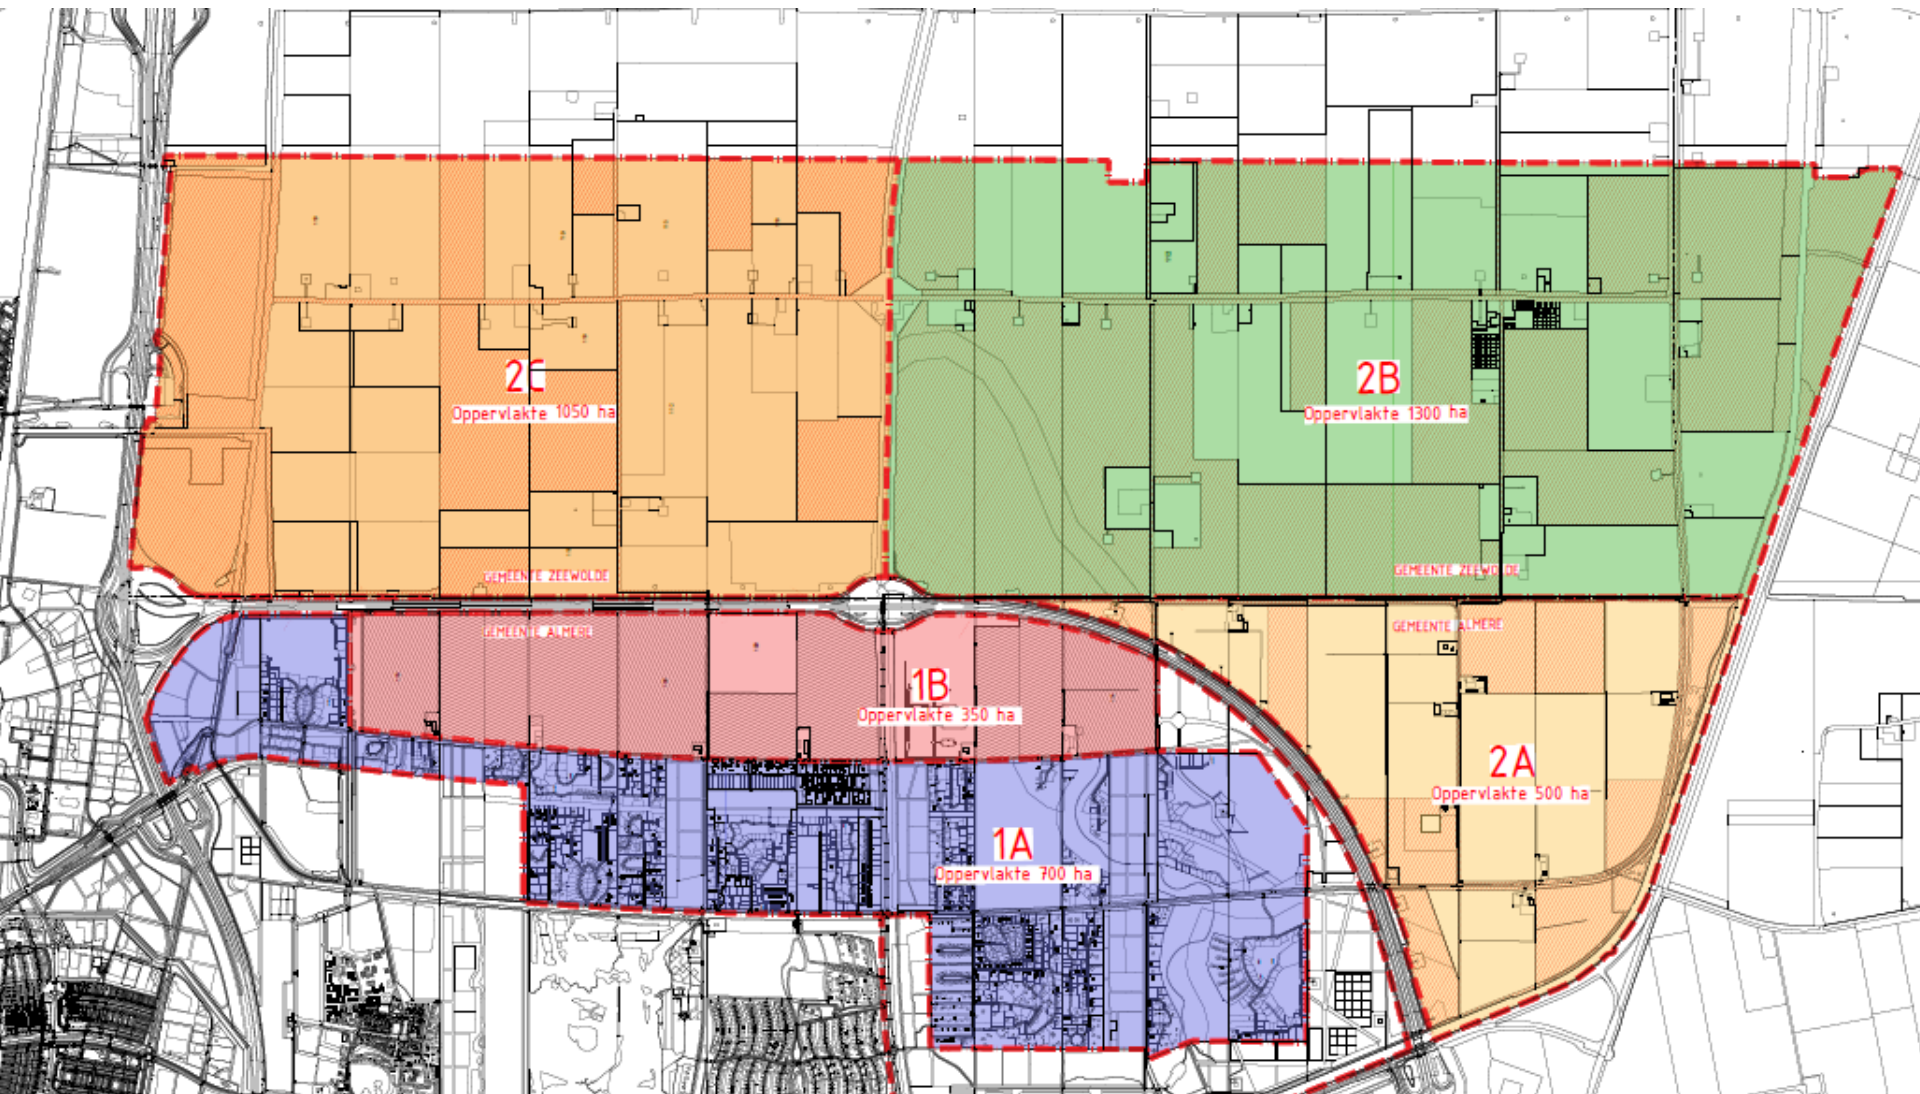 2C
Oppervlakte 1050 ha
2B
Oppervlakte 1300 ha
GEMEENTE ZEEWOLDE
GEMEENTE ZEEWOLDE
GEMEENTE ALMERE
GEMEENTE ALMERE
1B
Oppervlakte 350 ha
2A
Oppervlakte 500 ha
1A
Oppervlakte 700 ha